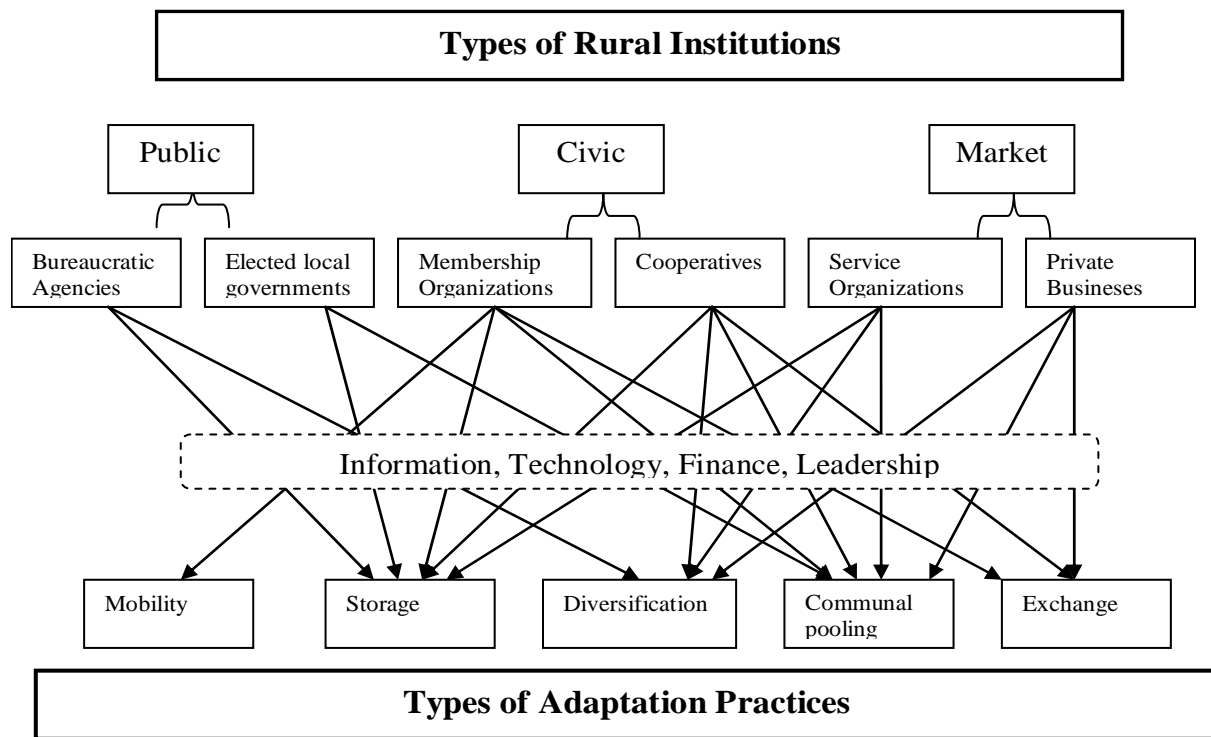 Types of Rural Institutions
Public
Civic
Market
Bureaucratic
Agencies
Elected local
governments
Membership
Organizations
Cooperatives
Service
Organizations
Private
Busineses
Information, Technology, Finance, Leadership
Mobility
Storage
Diversification
Communal
pooling
Exchange
Types of Adaptation Practices